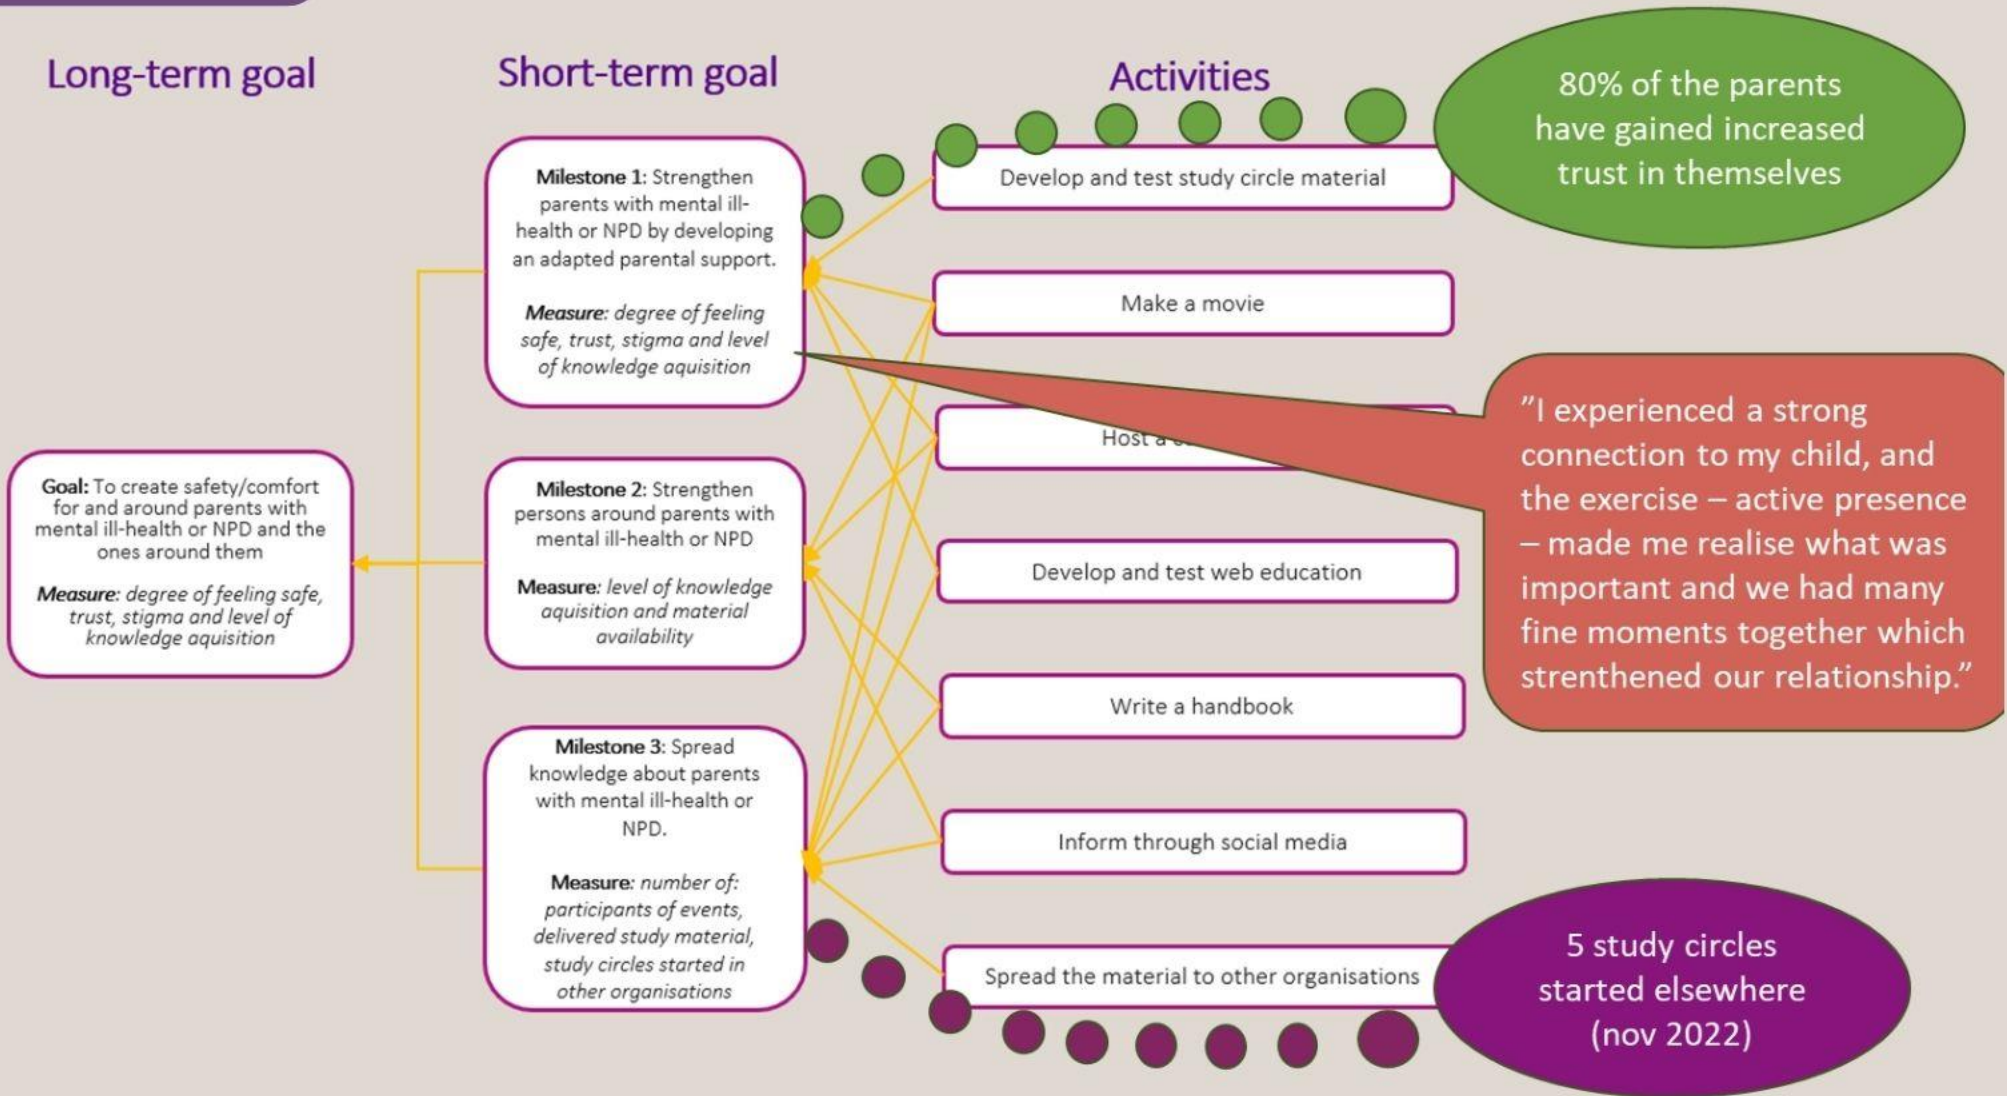 Long-term goal
Short-term goal
Activities
Goal: To create safety/comfort
for and around parents with
mental ill-health or NPD and the
ones around them
Measure: degree of feeling safe,
trust, stigma and level of
knowledge aquisition
Milestone 1: Strengthen
parents with mental ill-
health or NPD by developing
an adapted parental support.
Measure: degree of feeling
safe, trust, stigma and level
of knowledge aquisition
Milestone 2: Strengthen
persons around parents with
mental ill-health or NPD
Measure: level of knowledge
aquisition and material
availability
Milestone 3: Spread
knowledge about parents
with mental ill-health or
NPD.
Measure: number of:
participants of events,
delivered study material,
study circles started in
other organisations
Develop and test study circle material
Make a movie
Host a
Develop and test web education
Write a handbook
Inform through social media
Spread the material to other organisations
80% of the parents
have gained increased
trust in themselves
"I experienced a strong
connection to my child, and
the exercise – active presence
– made me realise what was
important and we had many
fine moments together which
strenthened our relationship."
5 study circles
started elsewhere
(nov 2022)